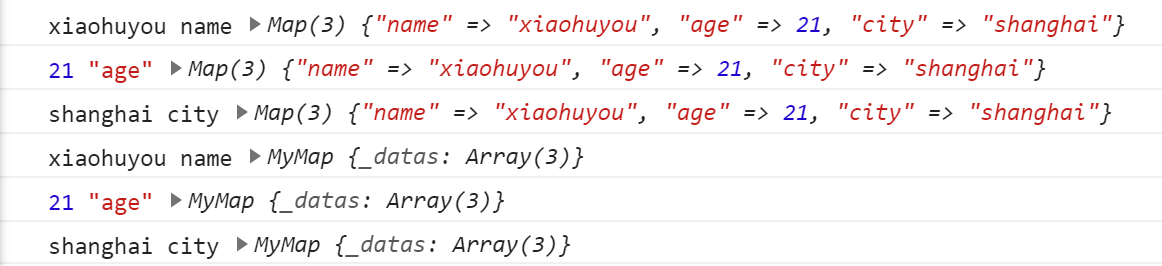 xiaohuyou name ▶Map(3) {"name" => "xiaohuyou", "age" => 21, "city" => "shanghai"}
21 "age" ▶Map(3) {"name" => "xiaohuyou", "age" => 21, "city" => "shanghai"}
shanghai city ▶Map(3) {"name" => "xiaohuyou", "age" => 21, "city" => "shanghai"}
xiaohuyou name ▶MyMap {_datas: Array(3)}
21 "age" ▶MyMap {_datas: Array(3)}
shanghai city ▶MyMap {_datas: Array(3)}